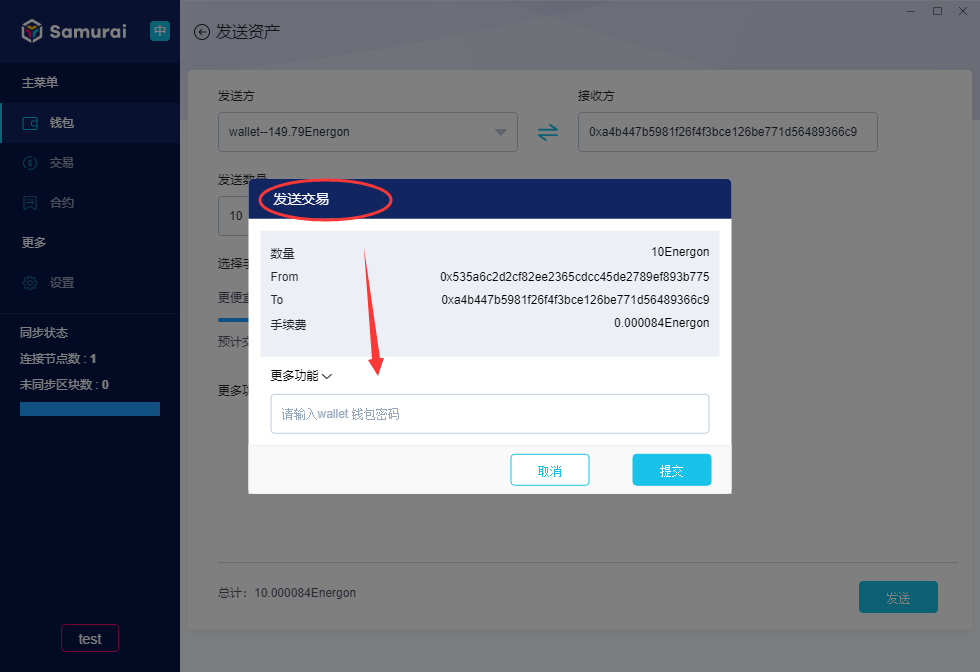 Samurai
中
主菜单
钱包
交易
合约
更多
设置
同步状态
连接节点数 : 1
未同步区块数 : 0
test
发送资产
发送方
接收方
wallet--149.79Energon
0xa4b447b5981f26f4f3bce126be771d56489366c9
发送数量
10
选择手
更便宜
预计交
更多功
发送交易
数量
10Energon
From
0x535a6c2d2cf82ee2365cdcc45de2789ef893b775
To
0xa4b447b5981f26f4f3bce126be771d56489366c9
手续费
0.000084Energon
更多功能
请输入wallet 钱包密码
取消
提交
总计：10.000084Energon
发送